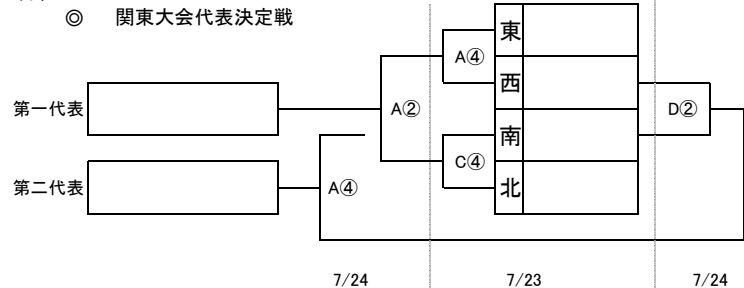 ◎ 関東大会代表決定戦
東
A④
西
第一代表
A②
D②
南
C④
第二代表
A④
北
7/24
7/23
7/24